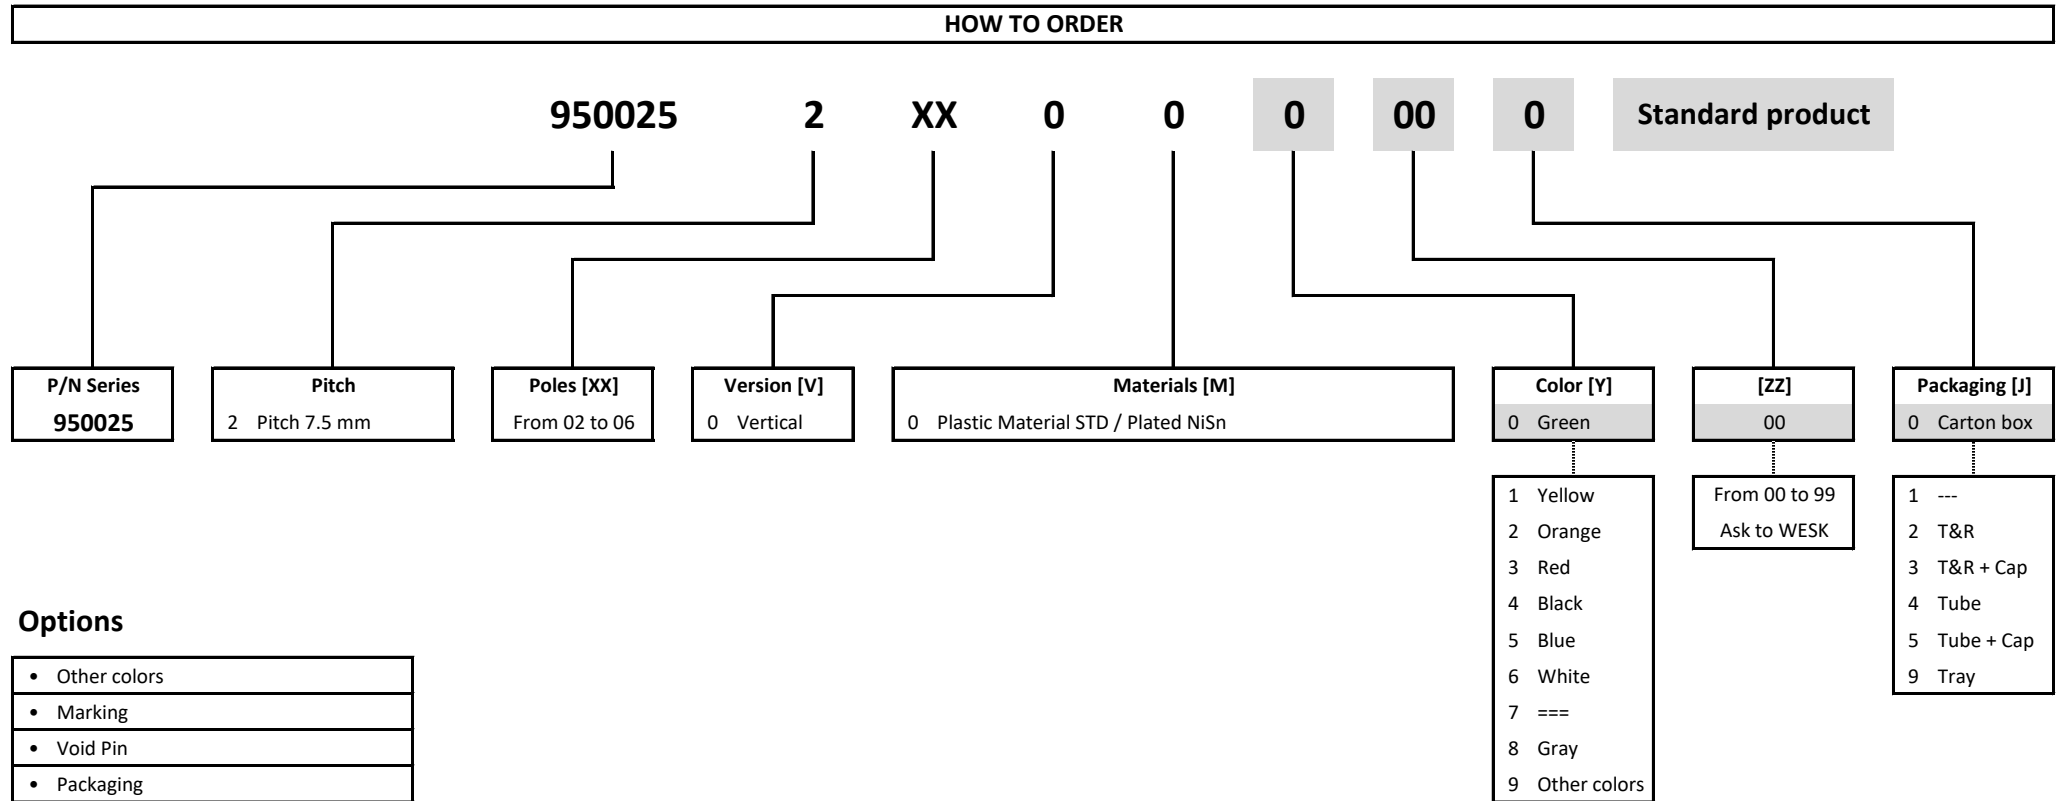 HOW TO ORDER
950025 2 XX 0 0 0 00 0 Standard product
P/N Series Pitch Poles [XX] Version [V] Materials [M] Color [Y] [ZZ] Packaging [J]
950025 2 Pitch 7.5 mm From 02 to 06 0 Vertical 0 Plastic Material STD / Plated NiSn 0 Green 00 0 Carton box
1 Yellow From 00 to 99 1 ---
2 Orange Ask to WESK 2 T&R
3 Red 3 T&R + Cap
4 Black 4 Tube
Options
5 Blue 5 Tube + Cap
• Other colors 6 White 9 Tray
• Marking 7 ===
• Void Pin 8 Gray
• Packaging 9 Other colors